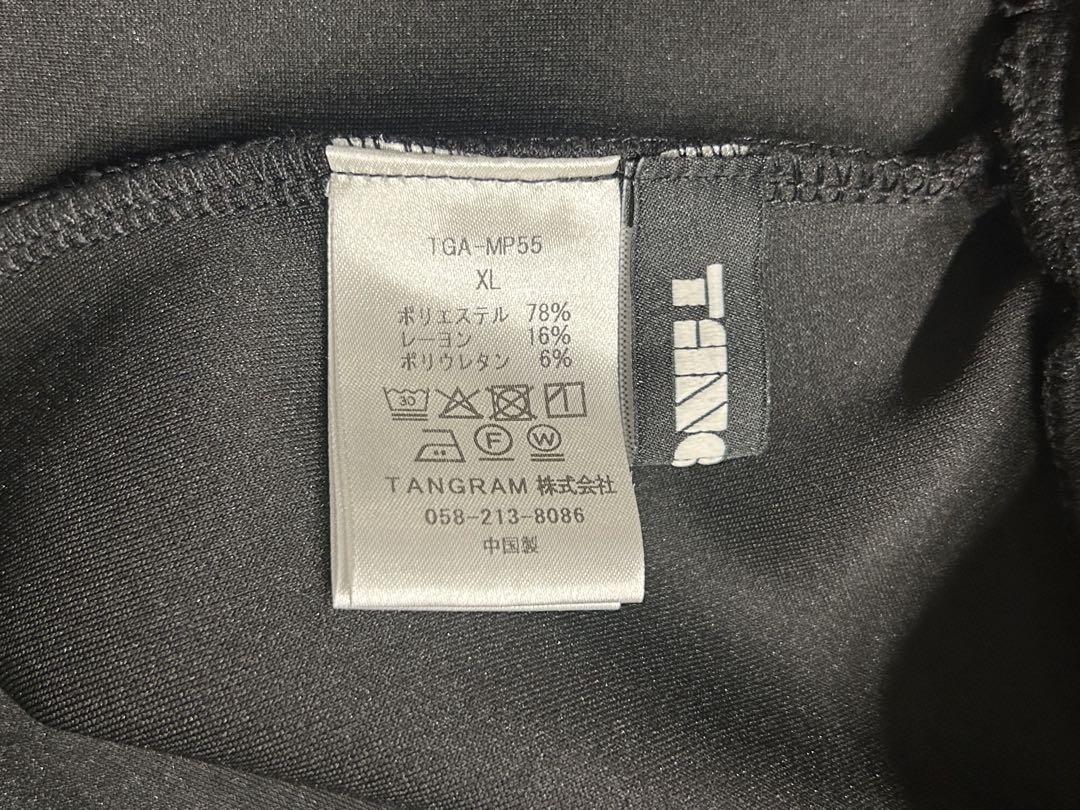 TGA-MP55
XL
ポリエステル 78%
レーヨン 16%
ポリウレタン 6%
30
F W
TANGRAM 株式会社
058-213-8086
中国製